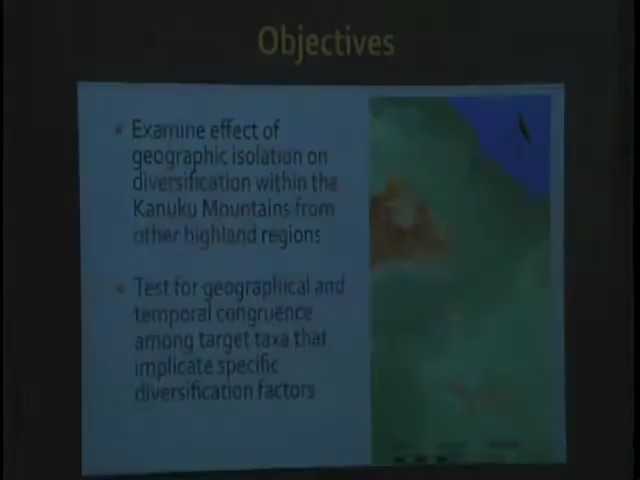 Objectives
• Examine effect of
geographic isolation on
diversification within the
Kanuku Mountains from
other highland regions
• Test for geographical and
temporal congruence
among target taxa that
implicate specific
diversification factors